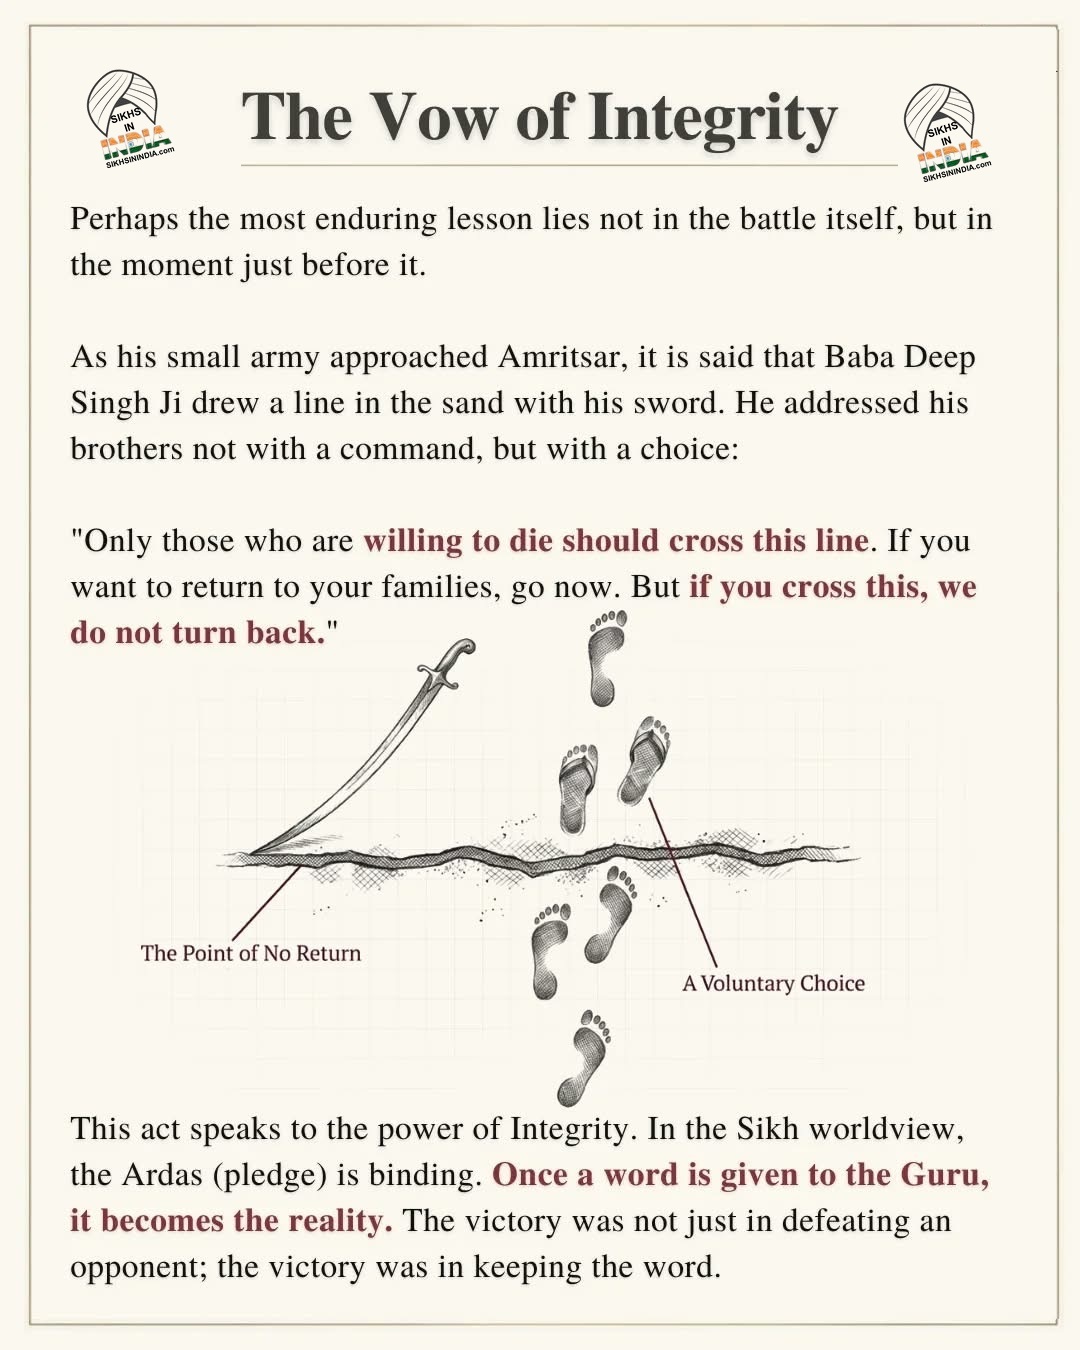 SIKHS
IN
INDIA
SIKHSININDIA.com
The Vow of Integrity
SIKHS
IN
INDIA
SIKHSININDIA.com
Perhaps the most enduring lesson lies not in the battle itself, but in
the moment just before it.
As his small army approached Amritsar, it is said that Baba Deep
Singh Ji drew a line in the sand with his sword. He addressed his
brothers not with a command, but with a choice:
"Only those who are willing to die should cross this line. If you
want to return to your families, go now. But if you cross this, we
do not turn back."
The Point of No Return
A Voluntary Choice
This act speaks to the power of Integrity. In the Sikh worldview,
the Ardas (pledge) is binding. Once a word is given to the Guru,
it becomes the reality. The victory was not just in defeating an
opponent; the victory was in keeping the word.